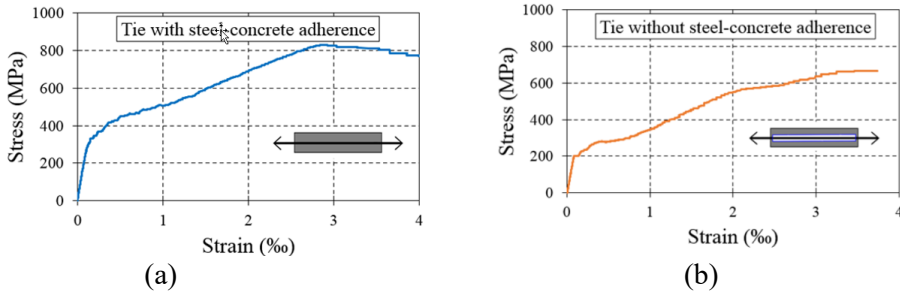 Tie with steel-concrete adherence
Stress (MPa)
1000
800
600
400
200
0
0 1 2 3 4
Strain (‰)
(a)
Tie without steel-concrete adherence
Stress (MPa)
1000
800
600
400
200
0
0 1 2 3 4
Strain (‰)
(b)